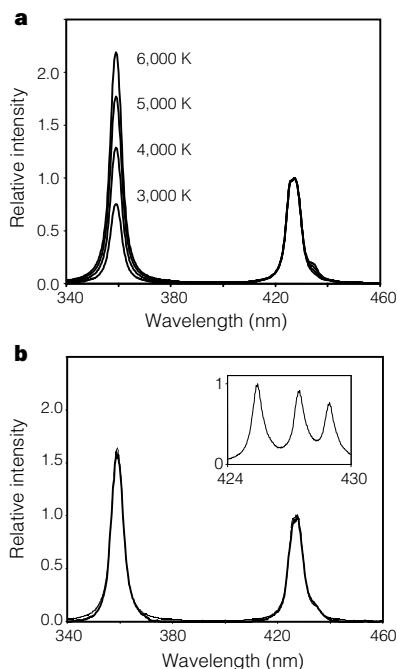 a
2.0
1.5
1.0
0.5
0.0
Relative intensity
6,000 K
5,000 K
4,000 K
3,000 K
340 380 420 460
Wavelength (nm)
b
2.0
1.5
1.0
0.5
0.0
Relative intensity
1
0
424 430
340 380 420 460
Wavelength (nm)